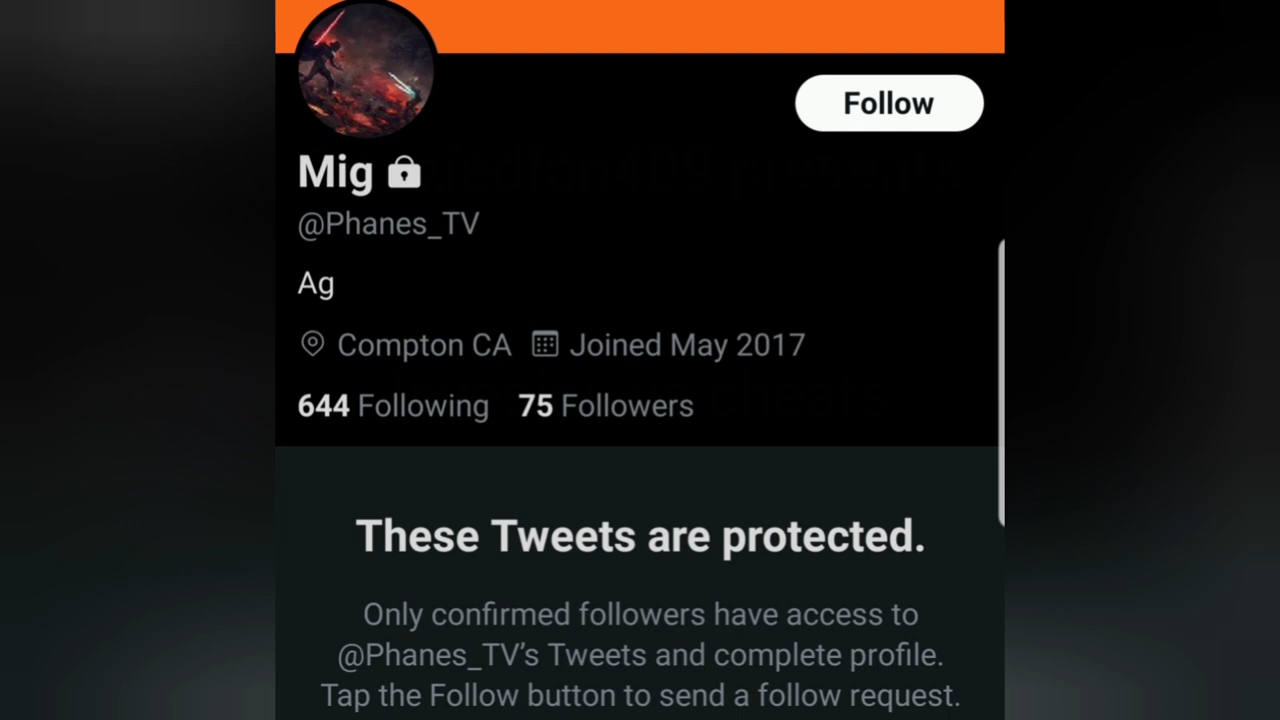 Follow
Mig
@Phanes_TV
Ag
Compton CA Joined May 2017
644 Following 75 Followers
These Tweets are protected.
Only confirmed followers have access to
@Phanes_TV's Tweets and complete profile.
Tap the Follow button to send a follow request.